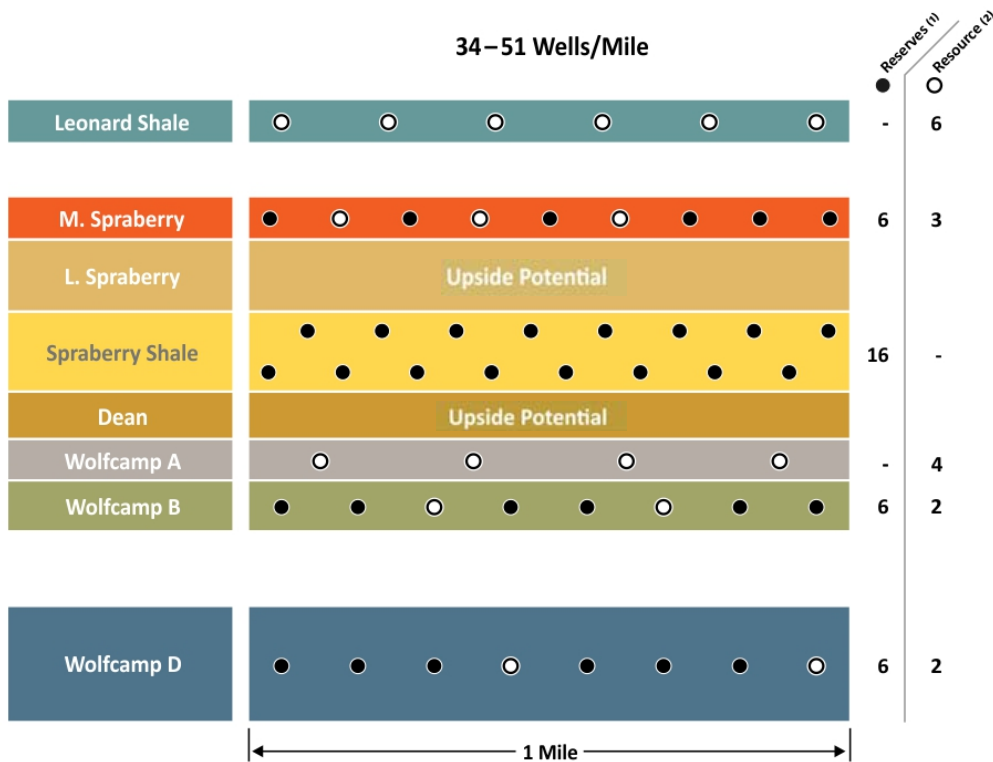 34–51 Wells/Mile
Reserves (1)
Resource (2)
Leonard Shale
- 6
M. Spraberry
6 3
L. Spraberry
Upside Potential
Spraberry Shale
16 -
Dean
Upside Potential
Wolfcamp A
- 4
Wolfcamp B
6 2
Wolfcamp D
6 2
1 Mile